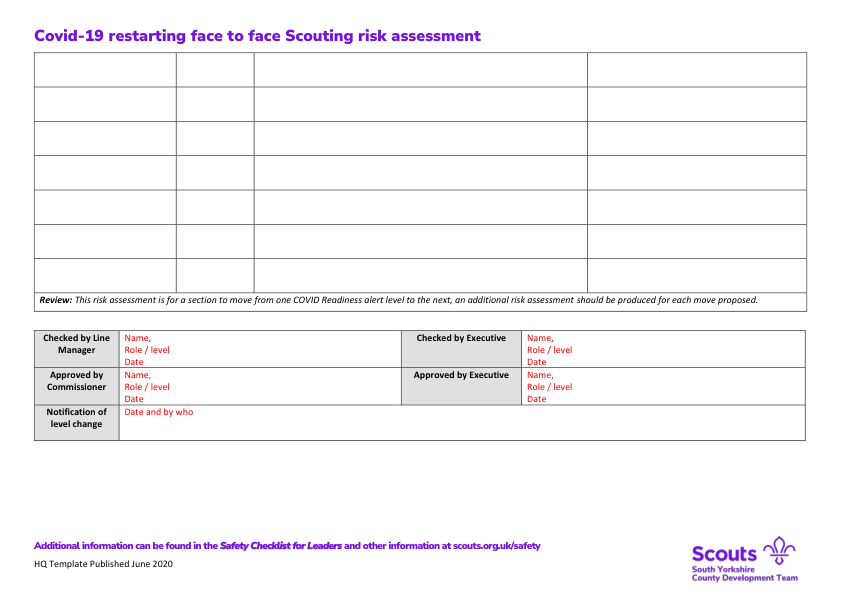 Covid-19 restarting face to face Scouting risk assessment
Review: This risk assessment is for a section to move from one COVID Readiness alert level to the next, an additional risk assessment should be produced for each move proposed.
Checked by Line Manager
Name,
Role / level
Date
Checked by Executive
Name,
Role / level
Date
Approved by Commissioner
Name,
Role / level
Date
Approved by Executive
Name,
Role / level
Date
Notification of level change
Date and by who
Additional information can be found in the Safety Checklist for Leaders and other information at scouts.org.uk/safety
HQ Template Published June 2020
Scouts
South Yorkshire
County Development Team